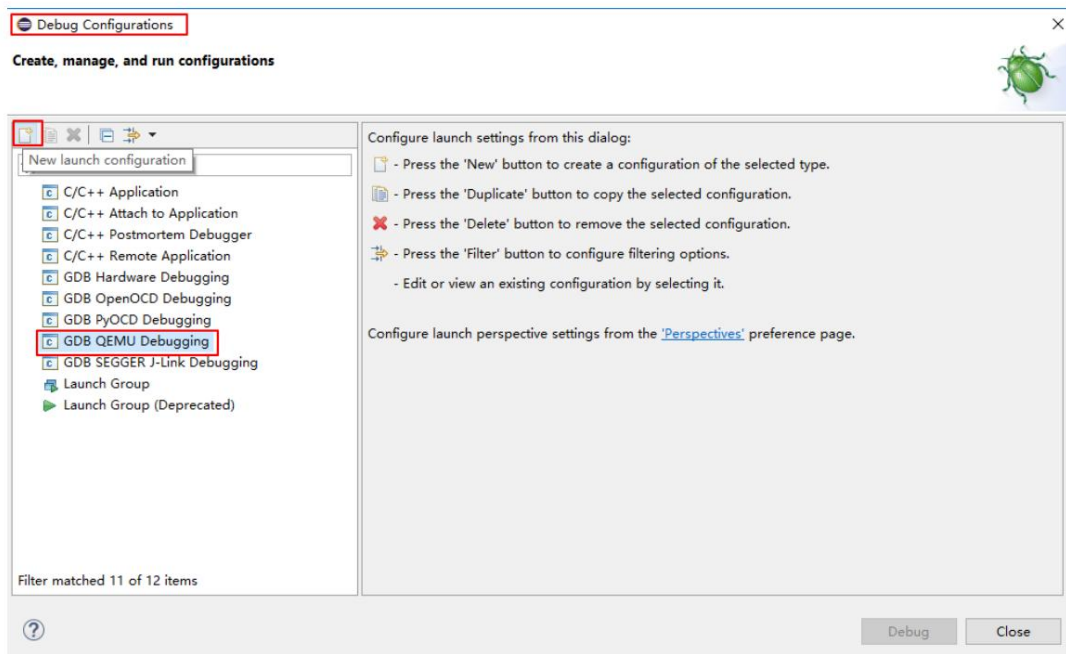 Debug Configurations
Create, manage, and run configurations
New launch configuration
C/C++ Application
C/C++ Attach to Application
C/C++ Postmortem Debugger
C/C++ Remote Application
GDB Hardware Debugging
GDB OpenOCD Debugging
GDB PyOCD Debugging
GDB QEMU Debugging
GDB SEGGER J-Link Debugging
Launch Group
Launch Group (Deprecated)
Filter matched 11 of 12 items
Configure launch settings from this dialog:
- Press the 'New' button to create a configuration of the selected type.
- Press the 'Duplicate' button to copy the selected configuration.
- Press the 'Delete' button to remove the selected configuration.
- Press the 'Filter' button to configure filtering options.
- Edit or view an existing configuration by selecting it.
Configure launch perspective settings from the 'Perspectives' preference page.
Debug
Close